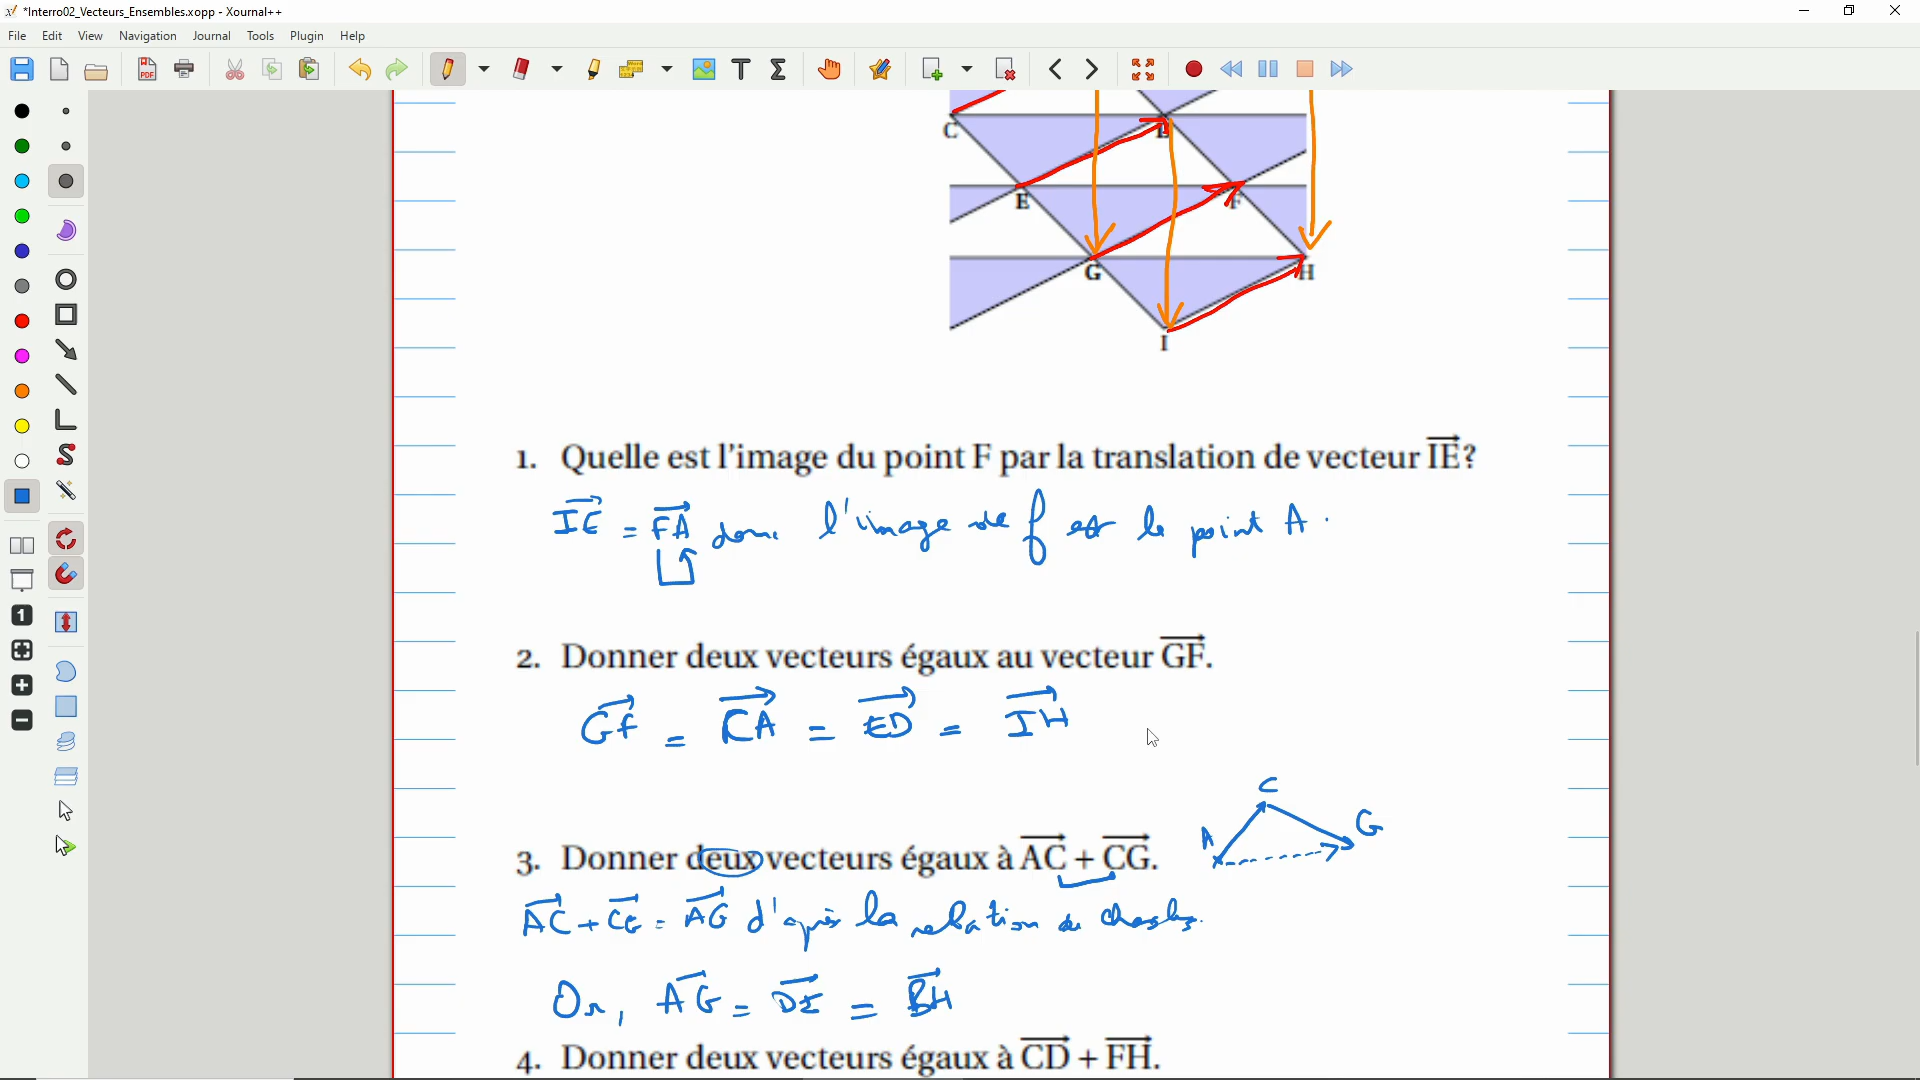 *Interro02_Vecteurs_Ensembles.xopp - Xournal++
File Edit View Navigation Journal Tools Plugin Help
C
D
E
F
G
H
I
1. Quelle est l'image du point F par la translation de vecteur IE?
IE = FA donc l'image de F est le point A.
2. Donner deux vecteurs égaux au vecteur GF.
GF = CA = ED = IH
C
A
G
3. Donner deux vecteurs égaux à AC + CG.
AC + CG = AG d'après la relation de Chasles.
Or, AG = DI = BH
4. Donner deux vecteurs égaux à CD + FH.